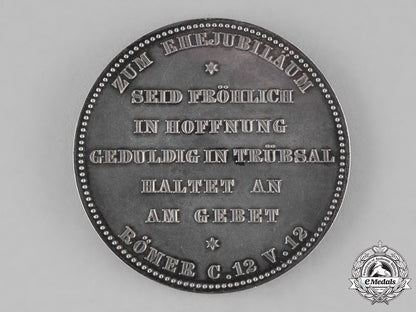 ZUM EHEJUBILÄUM
SEID FRÖHLICH
IN HOFFNUNG
GEDULDIG IN TRÜBSAL
HALTET AN
AM GEBET
RÖMER C. 12 V. 12
eMedals